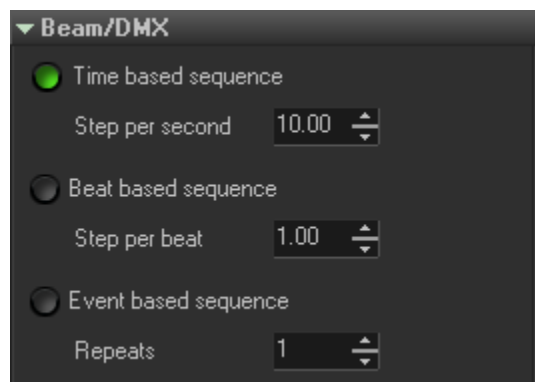 Beam/DMX
Time based sequence
Step per second 10.00
Beat based sequence
Step per beat 1.00
Event based sequence
Repeats 1